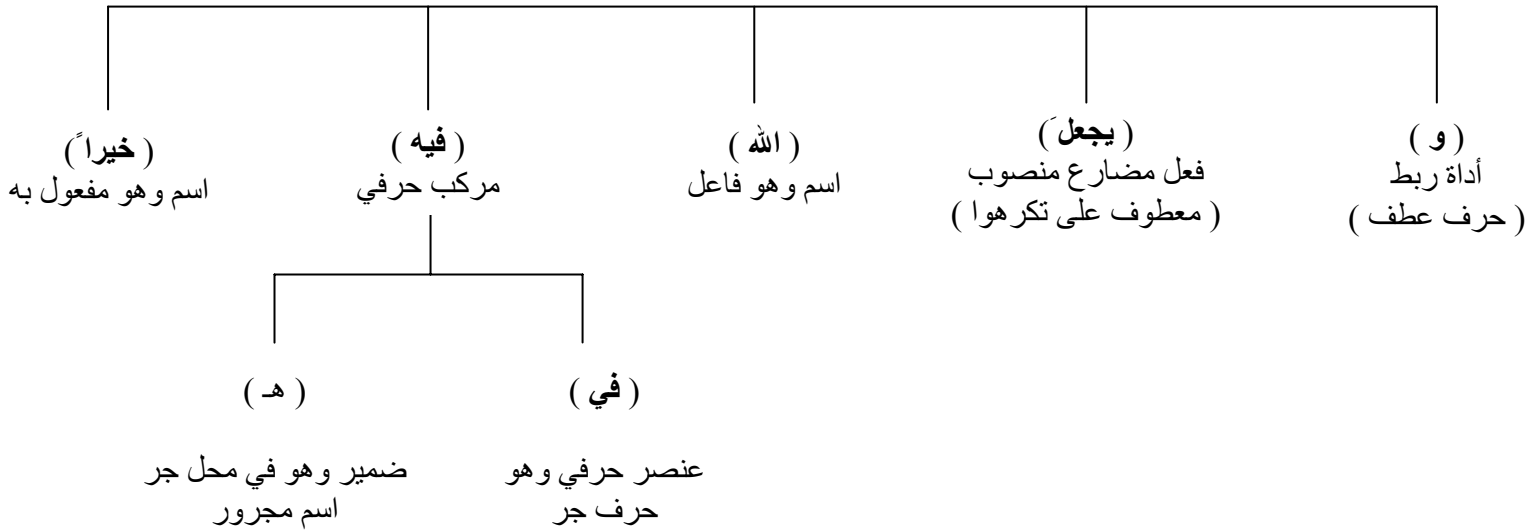 ( و )
أداة ربط
( حرف عطف )
( يجعلَ )
فعل مضارع منصوب
( معطوف على تكرهوا )
( الله )
اسم وهو فاعل
( فيه )
مركب حرفي
( خيراً )
اسم وهو مفعول به
( في )
عنصر حرفي وهو
حرف جر
( هـ )
ضمير وهو في محل جر
اسم مجرور